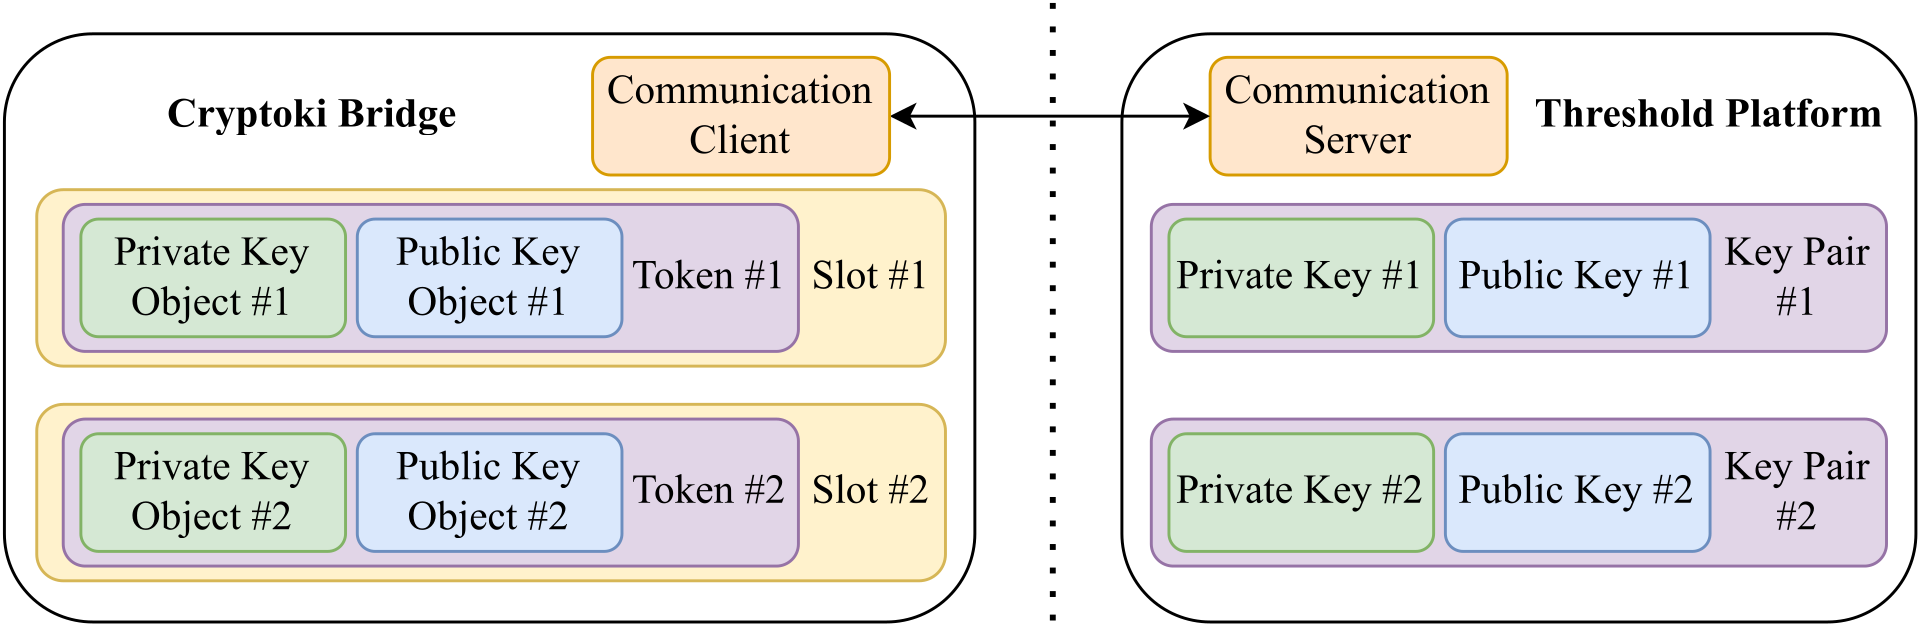 Cryptoki Bridge
Communication
Client
Private Key
Object #1
Public Key
Object #1
Token #1
Slot #1
Private Key
Object #2
Public Key
Object #2
Token #2
Slot #2
Communication
Server
Threshold Platform
Private Key #1
Public Key #1
Key Pair
#1
Private Key #2
Public Key #2
Key Pair
#2